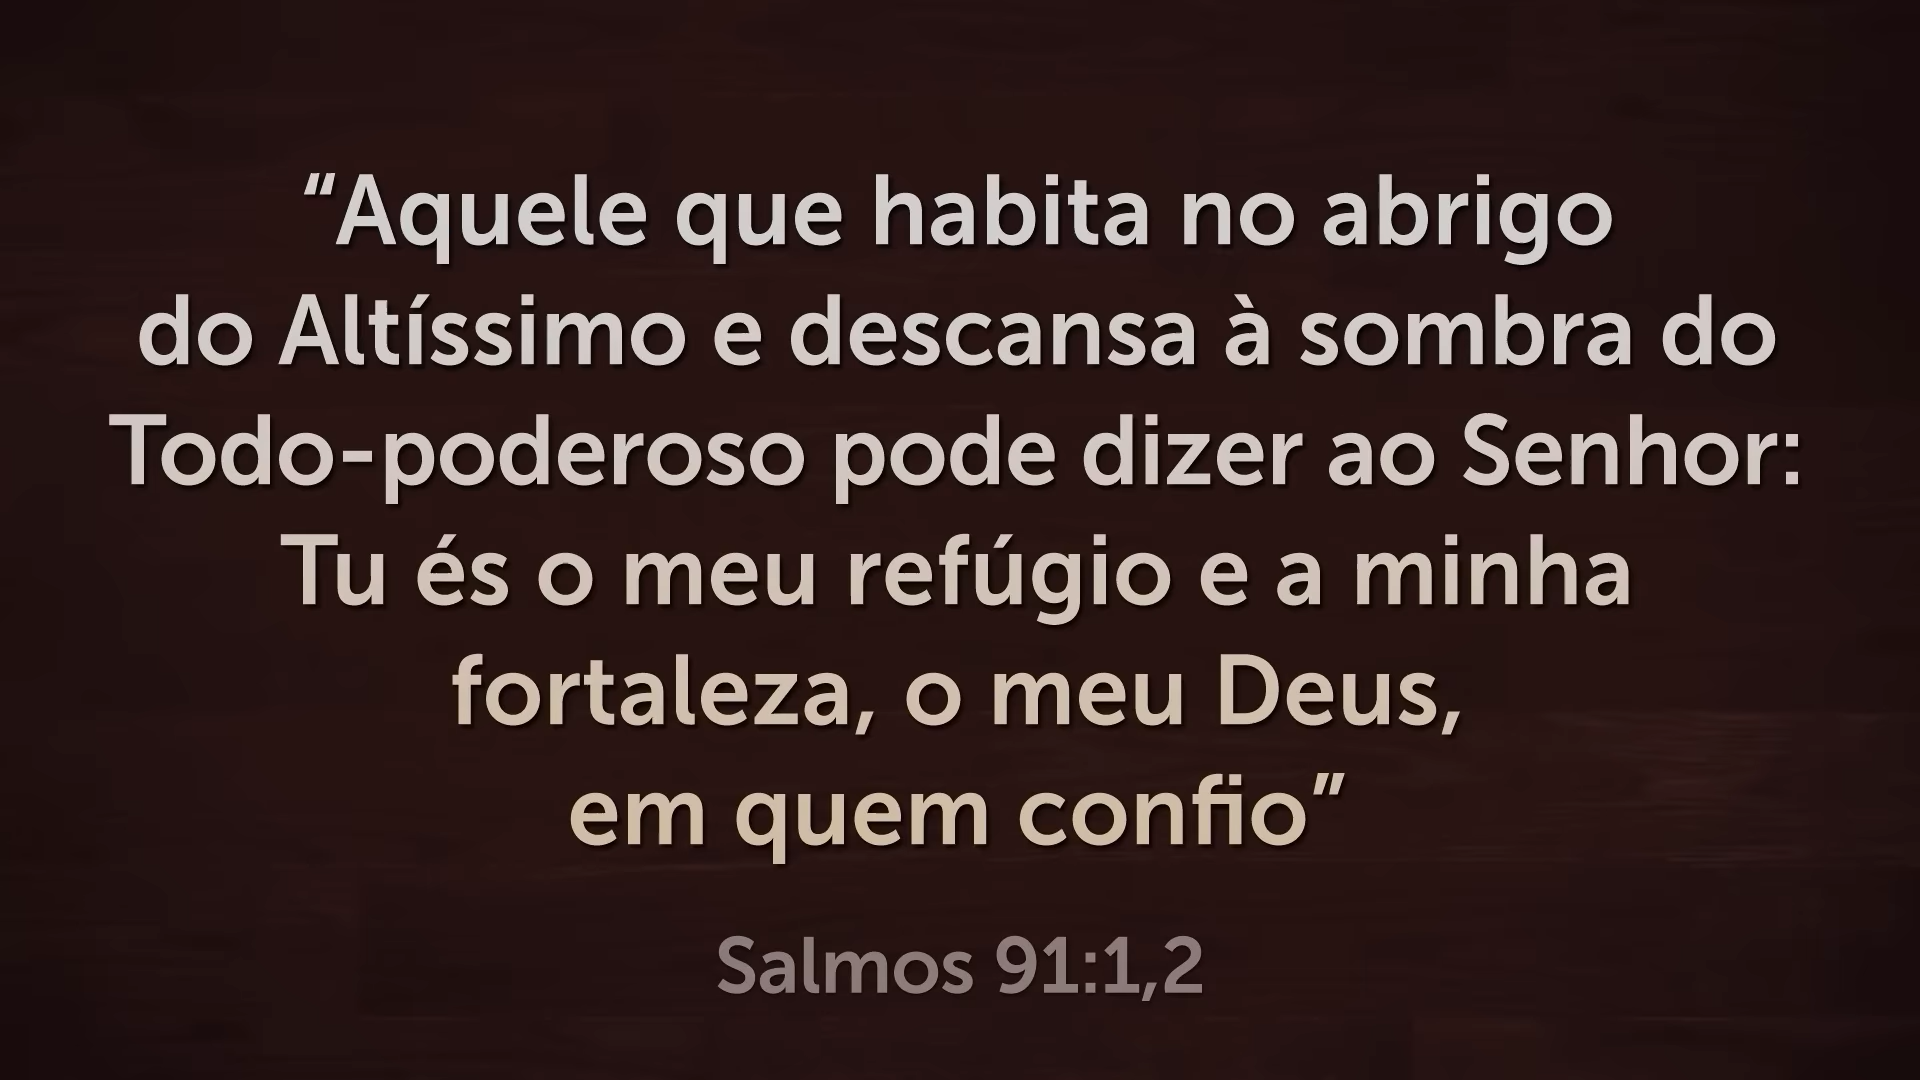 “Aquele que habita no abrigo
do Altíssimo e descansa à sombra do
Todo-poderoso pode dizer ao Senhor:
Tu és o meu refúgio e a minha
fortaleza, o meu Deus,
em quem confio”
Salmos 91:1,2